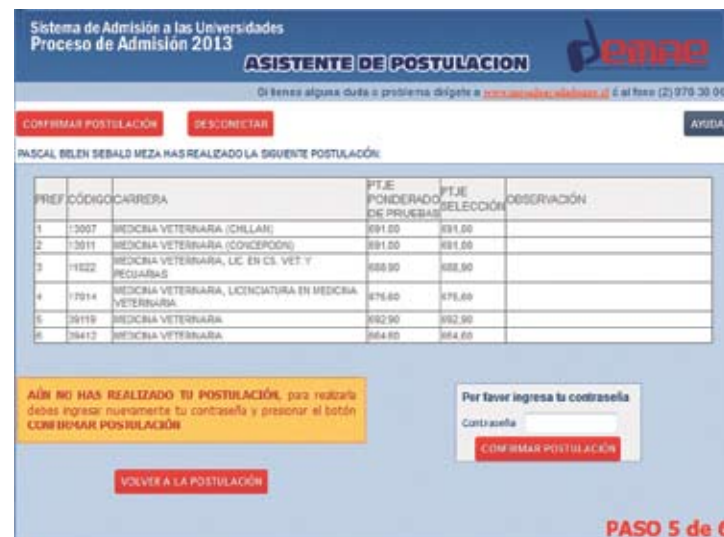 Sistema de Admisión a las Universidades
Proceso de Admisión 2013
ASISTENTE DE POSTULACION
Demre
Si tienes alguna duda o problema dirígete a
ó al fono (2) 978 38 06
CONFIRMAR POSTULACIÓN DESCONECTAR AYUDA
PASCAL BELEN SEBALD MEZA HAS REALIZADO LA SIGUIENTE POSTULACIÓN:
PREF CÓDIGO CARRERA PTJE PONDERADO DE PRUEBAS PTJE SELECCIÓN OBSERVACIÓN
1 13007 MEDICINA VETERINARIA (CHILLAN) 691,00 691,00
2 13011 MEDICINA VETERINARIA (CONCEPCION) 691,00 691,00
3 11022 MEDICINA VETERINARIA, LIC. EN CS. VET. Y PECUARIAS 688,90 688,90
4 17014 MEDICINA VETERINARIA, LICENCIATURA EN MEDICINA VETERINARIA 675,60 675,60
5 39119 MEDICINA VETERINARIA 692,90 692,90
6 39412 MEDICINA VETERINARIA 664,60 664,60
AÚN NO HAS REALIZADO TU POSTULACIÓN, para realizarla
debes ingresar nuevamente tu contraseña y presionar el botón
CONFIRMAR POSTULACIÓN
Por favor ingresa tu contraseña
Contraseña
CONFIRMAR POSTULACIÓN
VOLVER A LA POSTULACIÓN
PASO 5 de 6